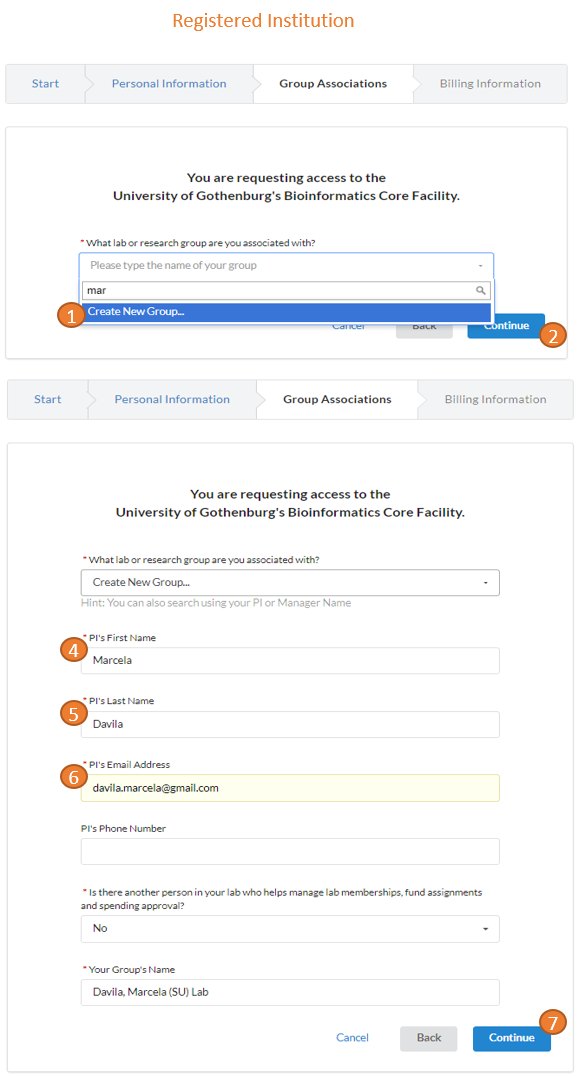 Registered Institution
Start
Personal Information
Group Associations
Billing Information
You are requesting access to the
University of Gothenburg's Bioinformatics Core Facility.
* What lab or research group are you associated with?
Please type the name of your group
mar
1
Create New Group...
Cancel
Back
Continue
2
Start
Personal Information
Group Associations
Billing Information
You are requesting access to the
University of Gothenburg's Bioinformatics Core Facility.
* What lab or research group are you associated with?
Create New Group...
Hint: You can also search using your PI or Manager Name
* PI's First Name
4
Marcela
* PI's Last Name
5
Davila
* PI's Email Address
6
davila.marcela@gmail.com
PI's Phone Number
* Is there another person in your lab who helps manage lab memberships, fund assignments
and spending approval?
No
* Your Group's Name
Davila, Marcela (SU) Lab
7
Cancel
Back
Continue